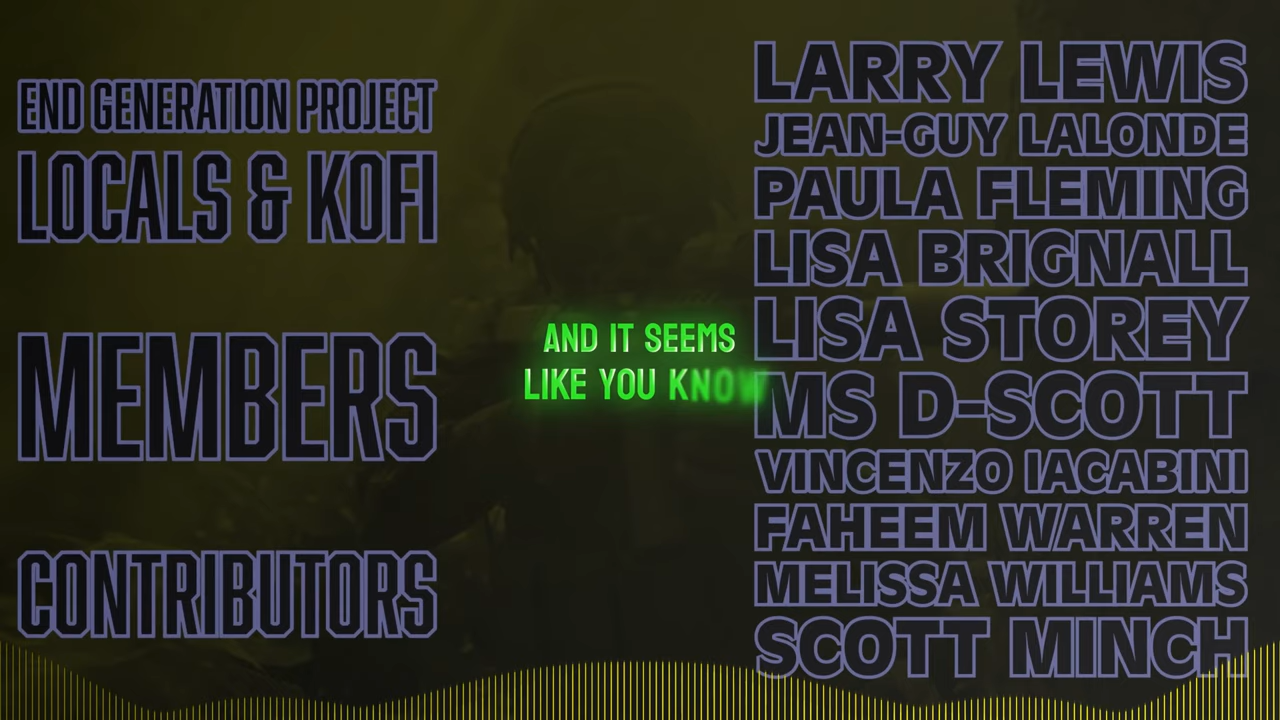 END GENERATION PROJECT
LOCALS & KOFI
MEMBERS
CONTRIBUTORS
AND IT SEEMS
LIKE YOU KNOW
LARRY LEWIS
JEAN-GUY LALONDE
PAULA FLEMING
LISA BRIGNALL
LISA STOREY
MS D-SCOTT
VINCENZO IACABINI
FAHEEM WARREN
MELISSA WILLIAMS
SCOTT MINCH